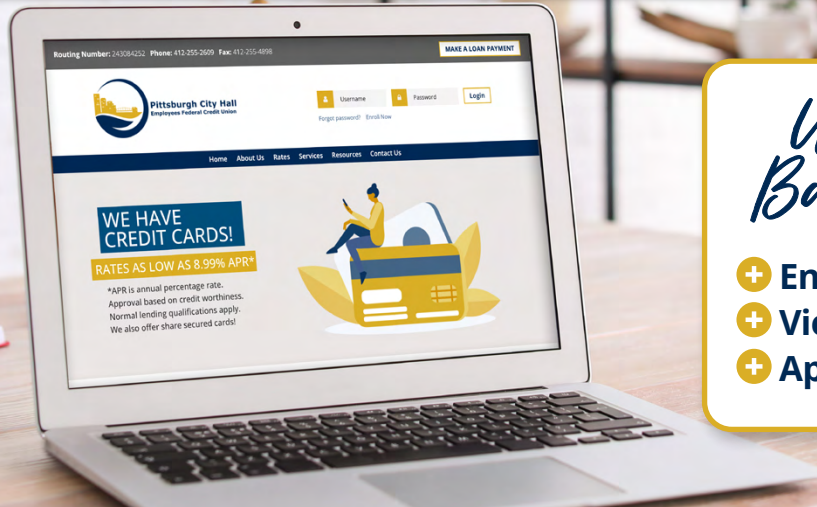 Routing Number: 243084252 Phone: 412-255-2609 Fax: 412-255-4898
MAKE A LOAN PAYMENT
Pittsburgh City Hall
Employees Federal Credit Union
Username
Password
Login
Forgot password? Enroll Now
Home About Us Rates Services Resources Contact Us
WE HAVE
CREDIT CARDS!
RATES AS LOW AS 8.99% APR*
*APR is annual percentage rate.
Approval based on credit worthiness.
Normal lending qualifications apply.
We also offer share secured cards!